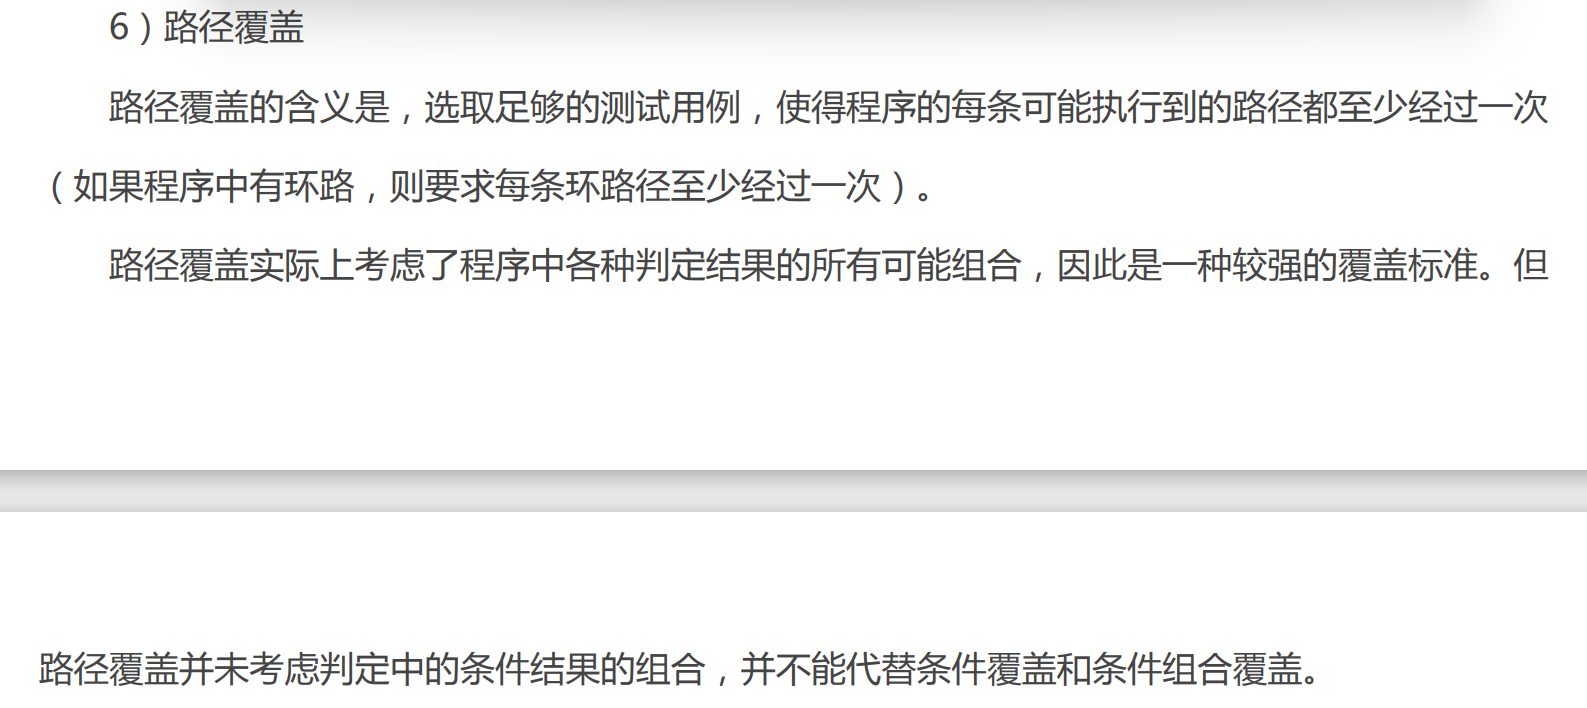 6）路径覆盖
路径覆盖的含义是，选取足够的测试用例，使得程序的每条可能执行到的路径都至少经过一次
（如果程序中有环路，则要求每条环路径至少经过一次）。
路径覆盖实际上考虑了程序中各种判定结果的所有可能组合，因此是一种较强的覆盖标准。但
路径覆盖并未考虑判定中的条件结果的组合，并不能代替条件覆盖和条件组合覆盖。